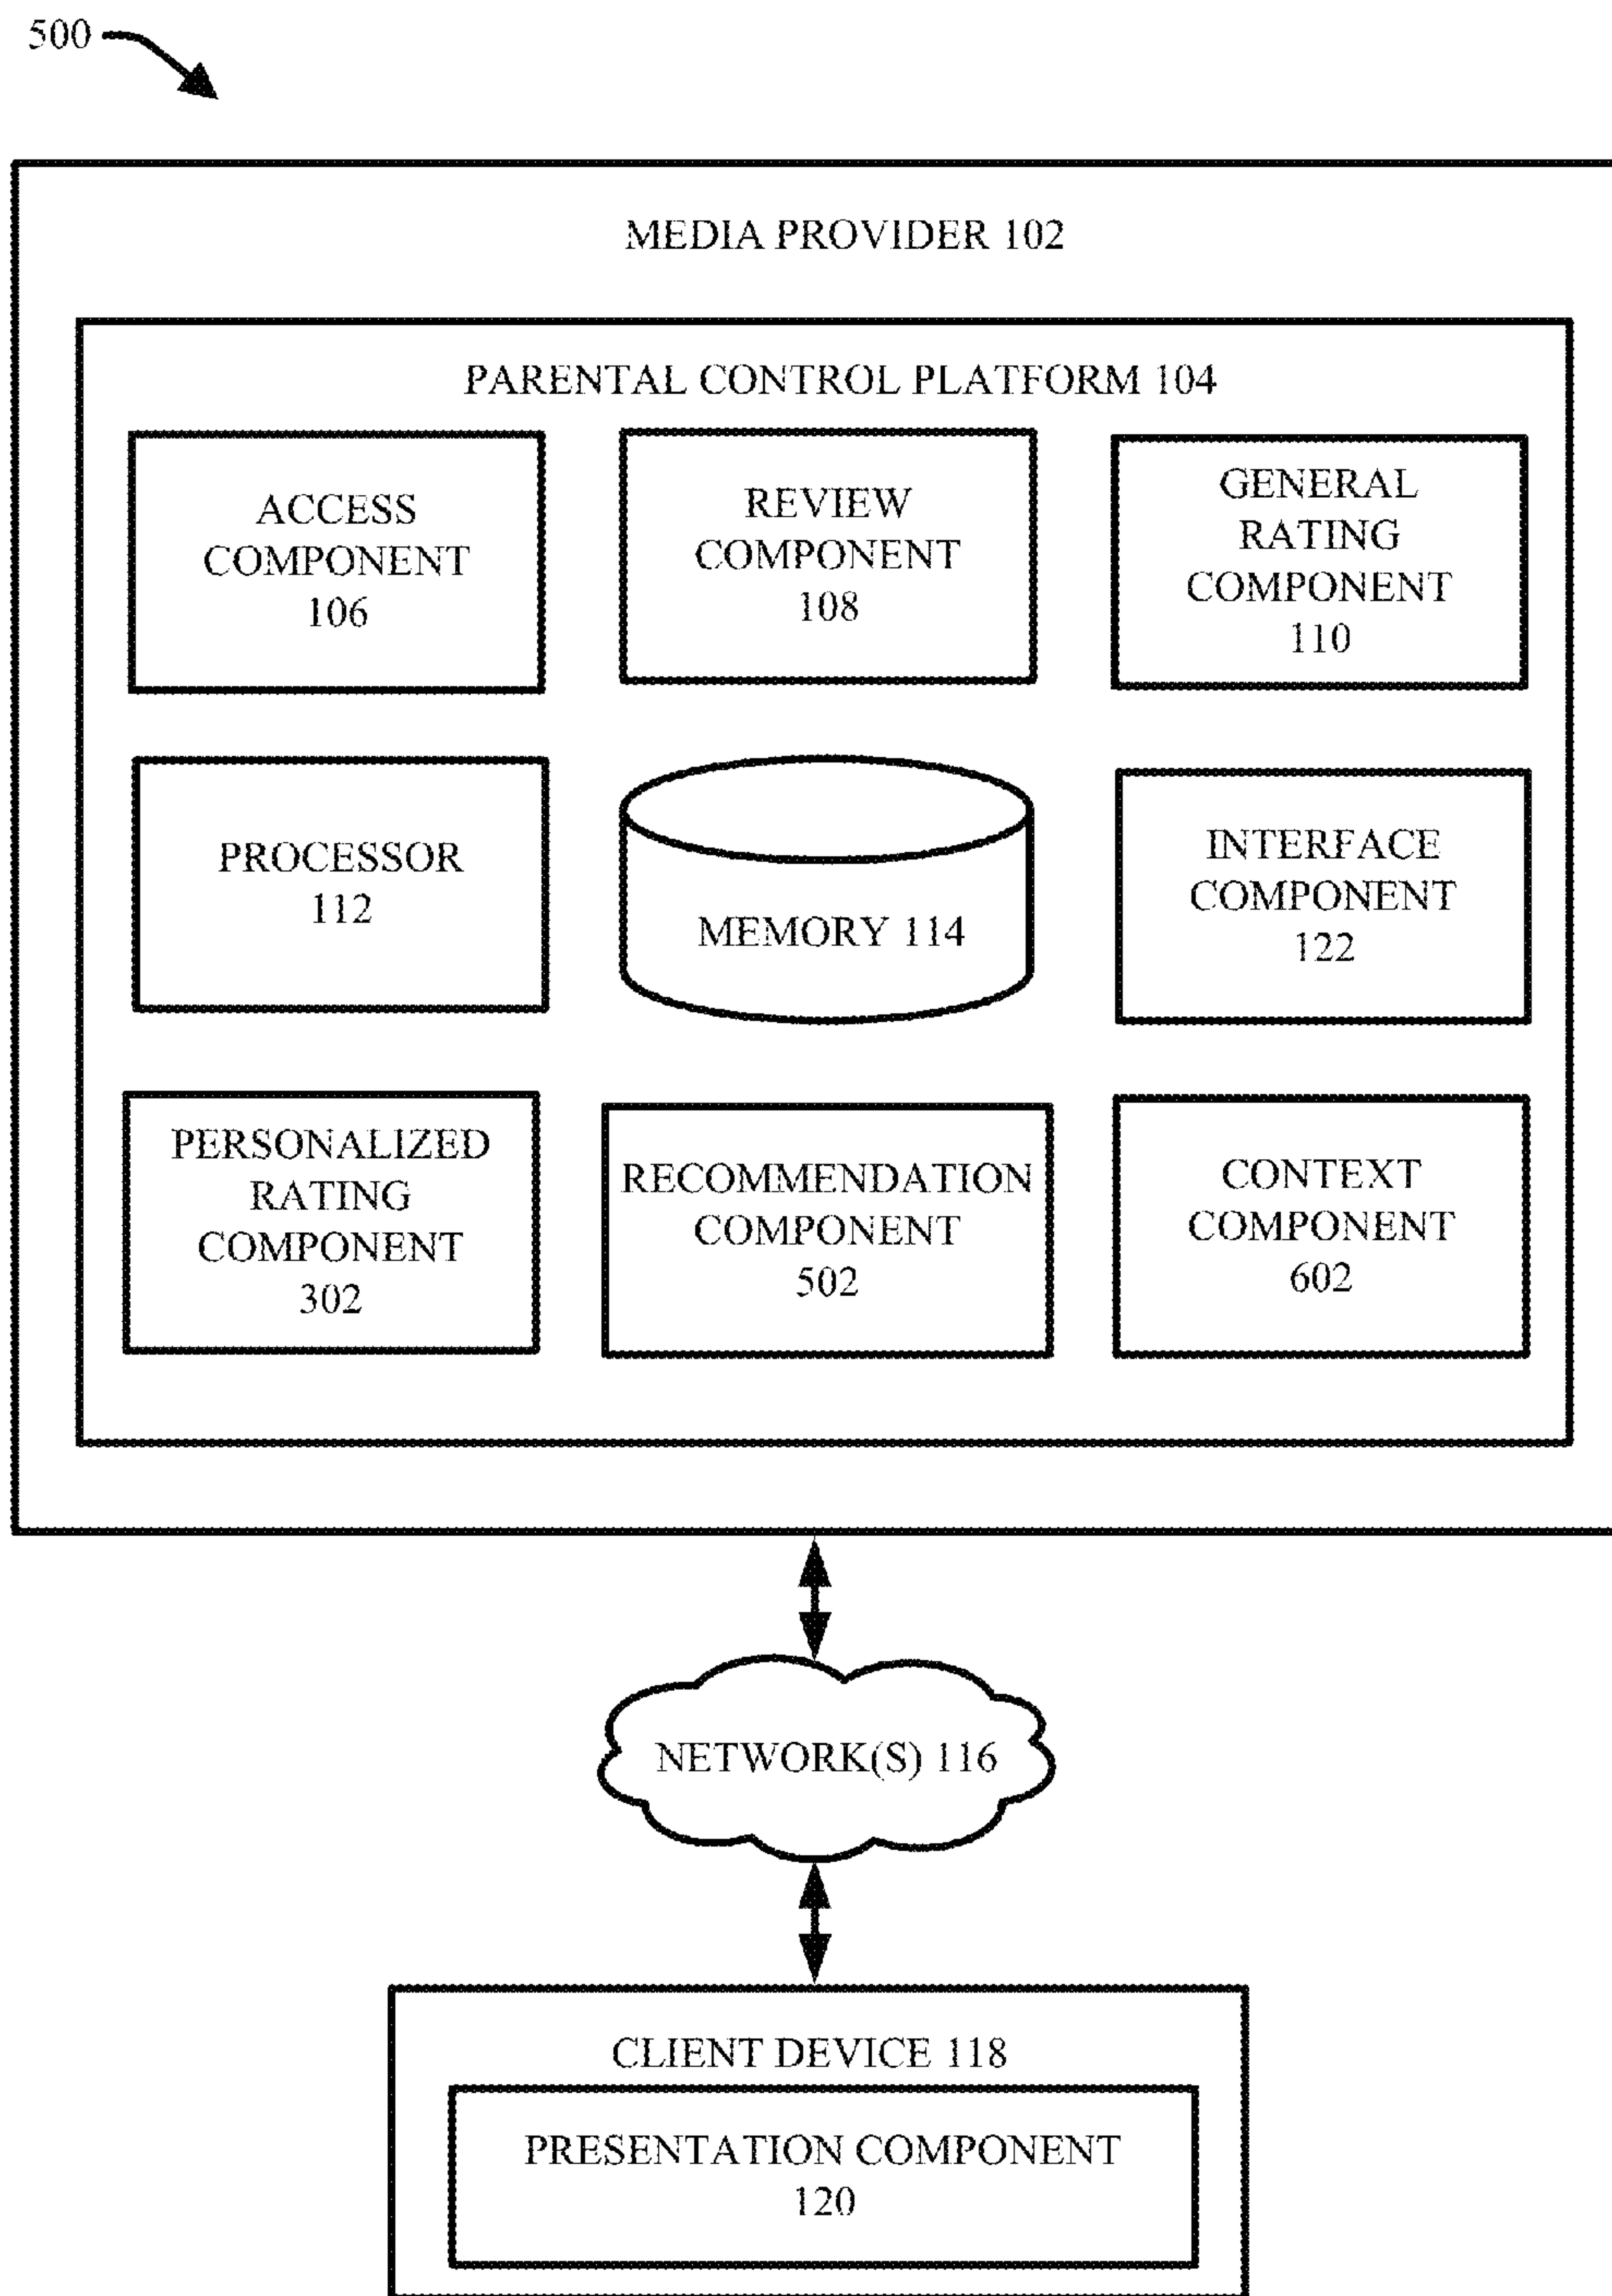 500
MEDIA PROVIDER 102
PARENTAL CONTROL PLATFORM 104
ACCESS
COMPONENT
106
REVIEW
COMPONENT
108
GENERAL
RATING
COMPONENT
110
PROCESSOR
112
MEMORY 114
INTERFACE
COMPONENT
122
PERSONALIZED
RATING
COMPONENT
302
RECOMMENDATION
COMPONENT
502
CONTEXT
COMPONENT
602
NETWORK(S) 116
CLIENT DEVICE 118
PRESENTATION COMPONENT
120